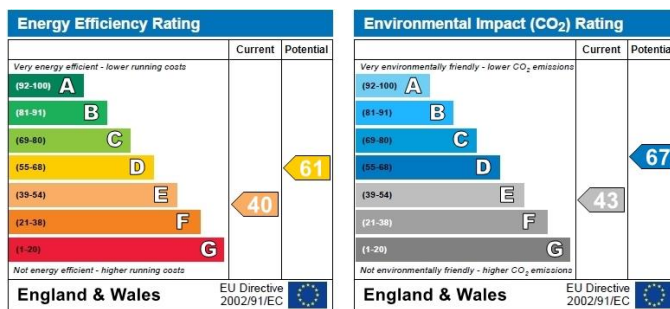 Energy Efficiency Rating
Current Potential
Very energy efficient - lower running costs
(92-100) A
(81-91) B
(69-80) C
(55-68) D
61
(39-54) E
40
(21-38) F
(1-20) G
Not energy efficient - higher running costs
England & Wales
EU Directive
2002/91/EC
Environmental Impact (CO₂) Rating
Current Potential
Very environmentally friendly - lower CO₂ emissions
(92-100) A
(81-91) B
(69-80) C
(55-68) D
67
(39-54) E
43
(21-38) F
(1-20) G
Not environmentally friendly - higher CO₂ emissions
England & Wales
EU Directive
2002/91/EC